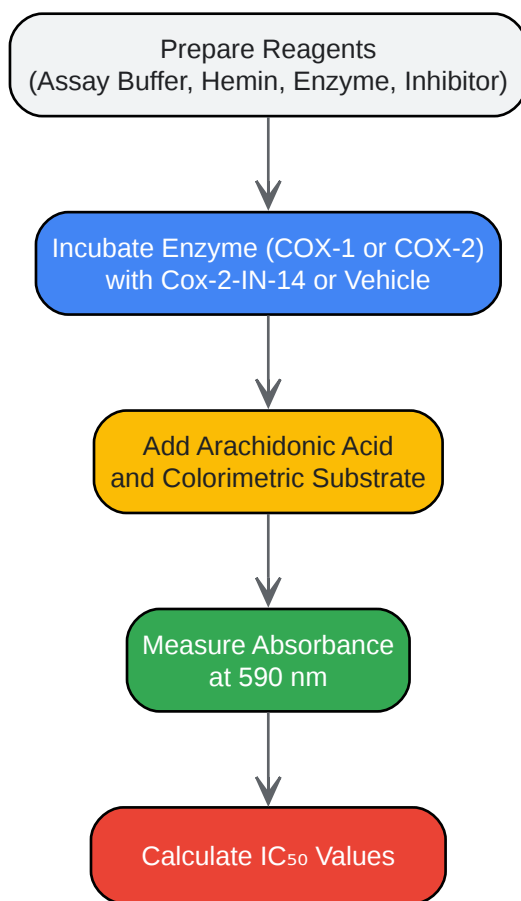 Prepare Reagents
(Assay Buffer, Hemin, Enzyme, Inhibitor)
Incubate Enzyme (COX-1 or COX-2)
with Cox-2-IN-14 or Vehicle
Add Arachidonic Acid
and Colorimetric Substrate
Measure Absorbance
at 590 nm
Calculate IC₅₀ Values